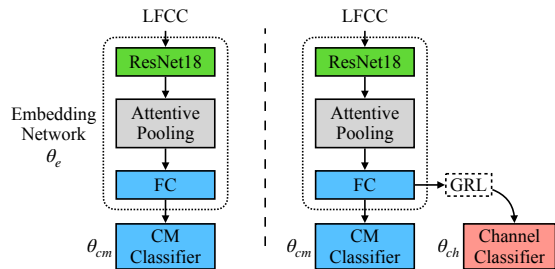 LFCC
ResNet18
Attentive
Pooling
Embedding
Network
θe
FC
θcm
CM
Classifier
LFCC
ResNet18
Attentive
Pooling
FC
GRL
θcm
CM
Classifier
θch
Channel
Classifier